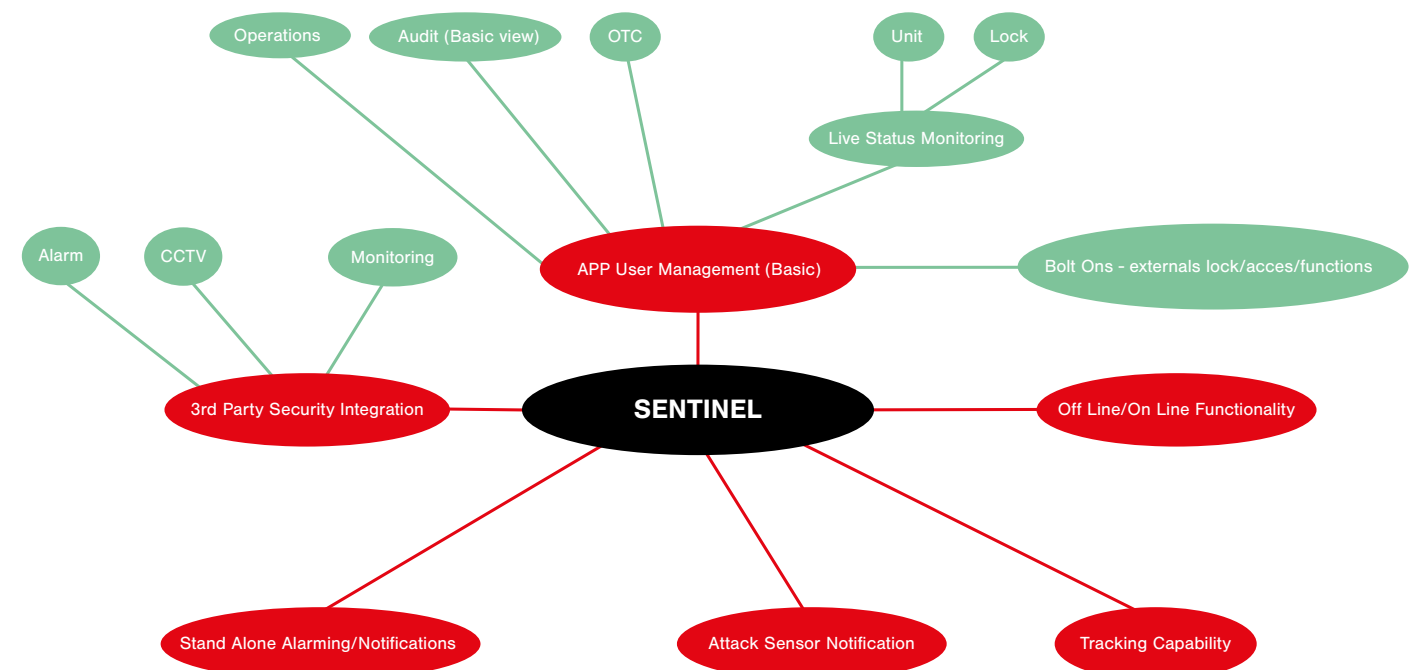 Operations
Audit (Basic view)
OTC
Unit
Lock
Live Status Monitoring
Alarm
CCTV
Monitoring
APP User Management (Basic)
Bolt Ons - externals lock/acces/functions
3rd Party Security Integration
SENTINEL
Off Line/On Line Functionality
Stand Alone Alarming/Notifications
Attack Sensor Notification
Tracking Capability